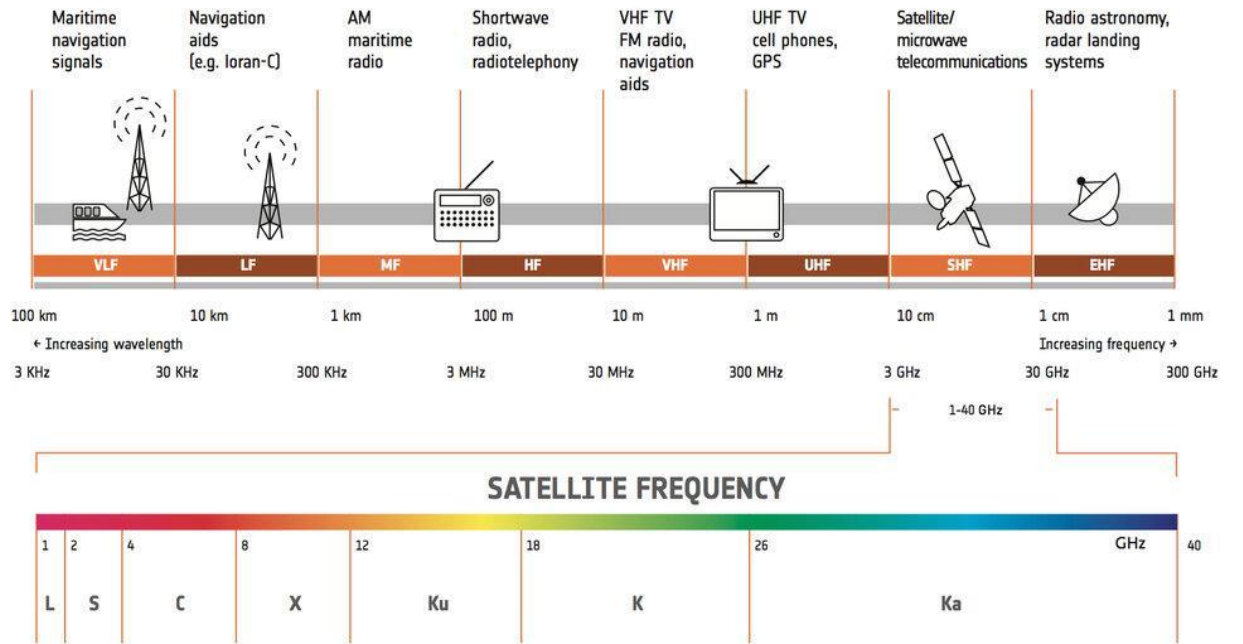 Maritime
navigation
signals
Navigation
aids
(e.g. loran-C)
AM
maritime
radio
Shortwave
radio,
radiotelephony
VHF TV
FM radio,
navigation
aids
UHF TV
cell phones,
GPS
Satellite/
microwave
telecommunications
Radio astronomy,
radar landing
systems
VLF LF MF HF VHF UHF SHF EHF
100 km 10 km 1 km 100 m 10 m 1 m 10 cm 1 cm 1 mm
← Increasing wavelength Increasing frequency →
3 KHz 30 KHz 300 KHz 3 MHz 30 MHz 300 MHz 3 GHz 30 GHz 300 GHz
1-40 GHz
SATELLITE FREQUENCY
1 2 4 8 12 18 26 GHz 40
L S C X Ku K Ka